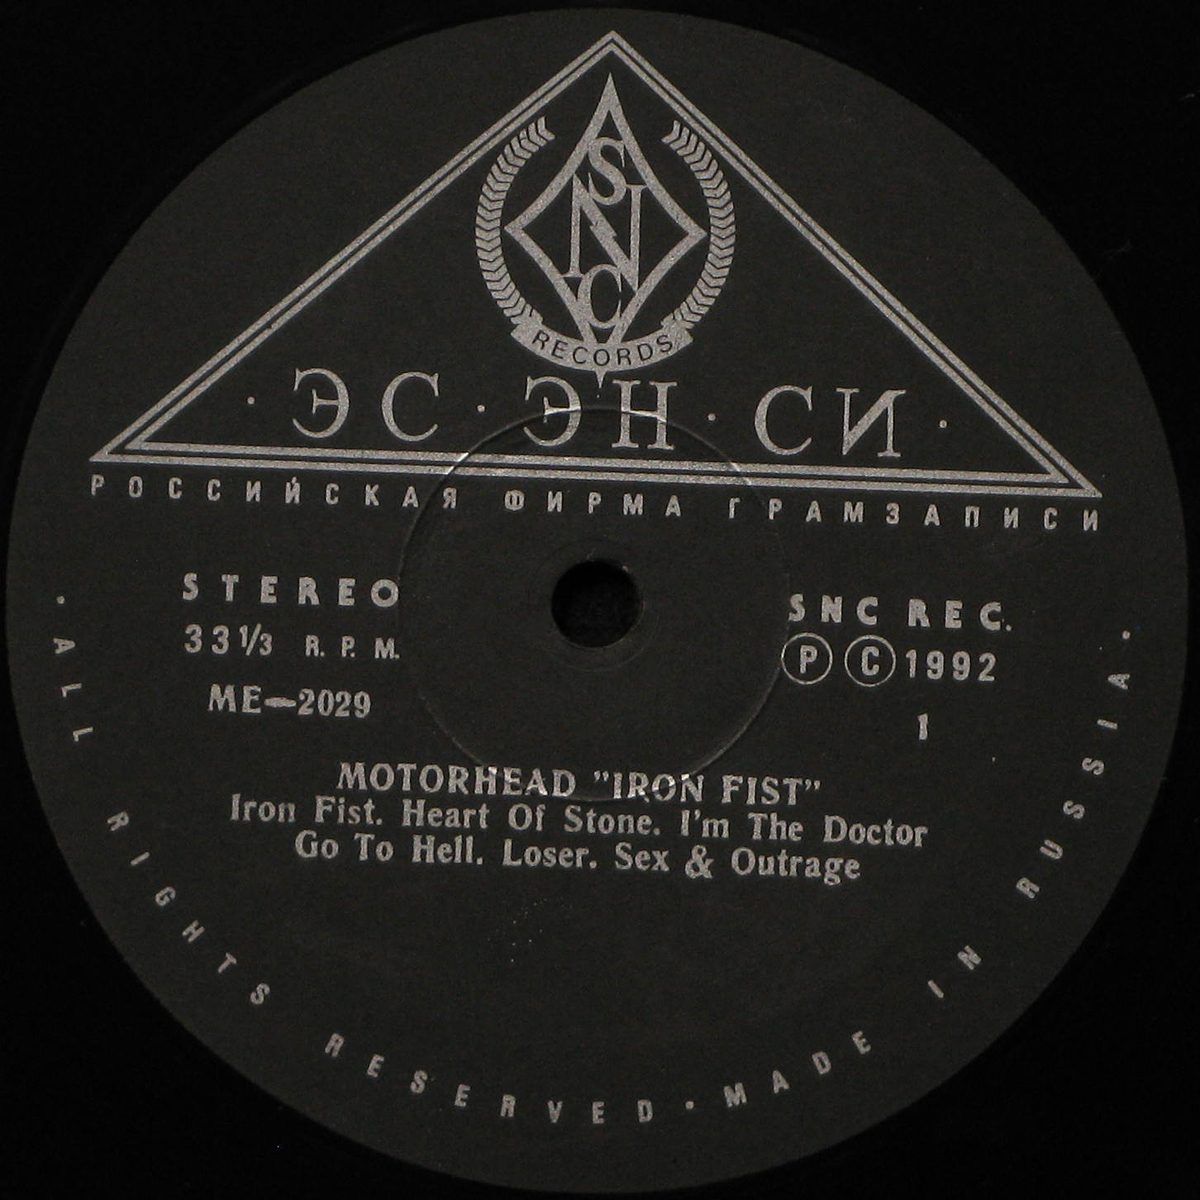 SNC
RECORDS
· ЭС · ЭН · СИ ·
РОССИЙСКАЯ ФИРМА ГРАМЗАПИСИ
STEREO
33 1/3 R. P. M.
ME—2029
SNC REC.
Ⓟ Ⓒ 1992
1
MOTORHEAD "IRON FIST"
Iron Fist. Heart Of Stone. I'm The Doctor
Go To Hell. Loser. Sex & Outrage
· ALL RIGHTS RESERVED · MADE IN RUSSIA ·